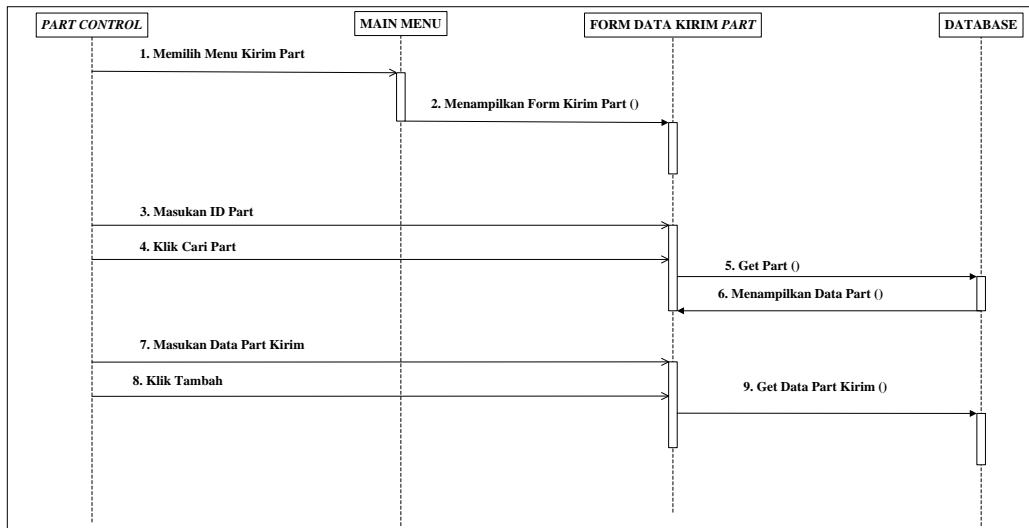 PART CONTROL
MAIN MENU
FORM DATA KIRIM PART
DATABASE
1. Memilih Menu Kirim Part
2. Menampilkan Form Kirim Part ()
3. Masukan ID Part
4. Klik Cari Part
5. Get Part ()
6. Menampilkan Data Part ()
7. Masukan Data Part Kirim
8. Klik Tambah
9. Get Data Part Kirim ()